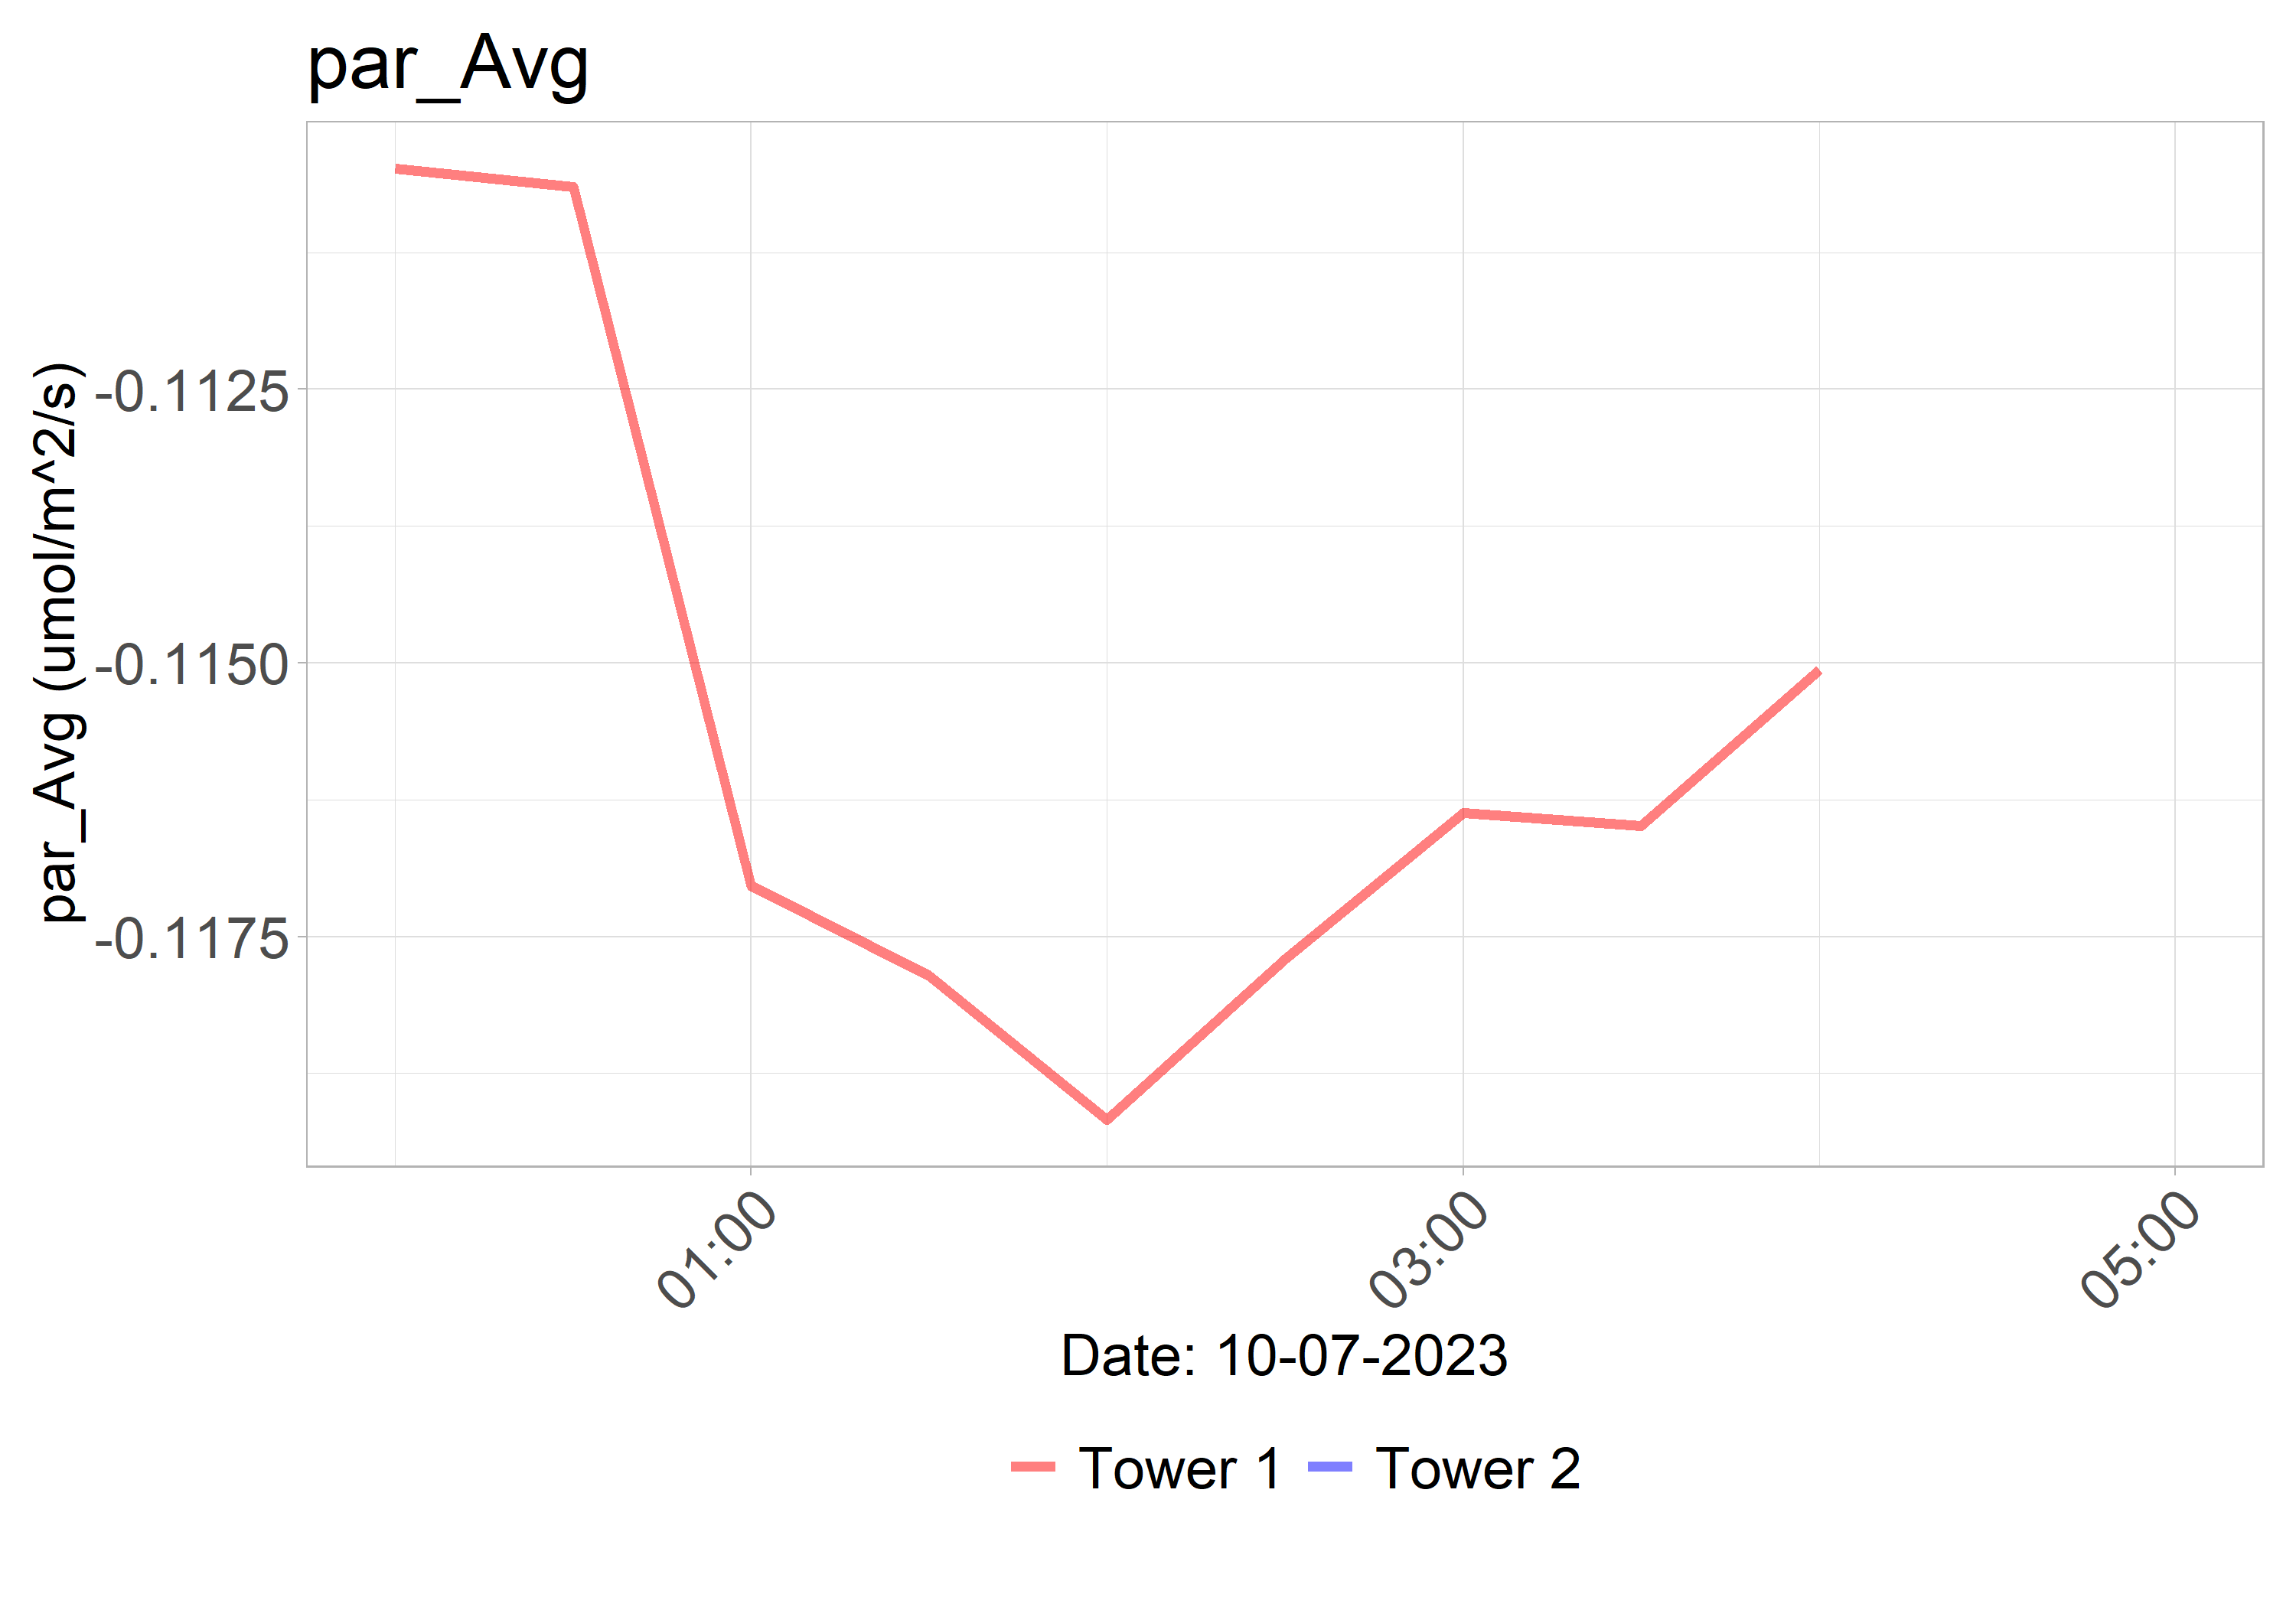 par_Avg
par_Avg (umol/m^2/s)
-0.1125
-0.1150
-0.1175
01:00
03:00
05:00
Date: 10-07-2023
Tower 1
Tower 2